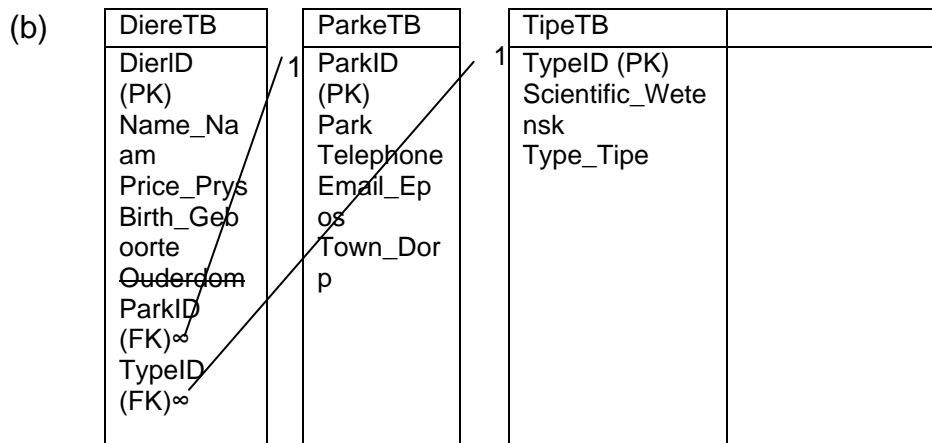 (b)
DiereTB
DierID
(PK)
Name_Na
am
Price_Prys
Birth_Geb
oorte
Ouderdom
ParkID
(FK)∞
TypeID
(FK)∞
1
ParkeTB
ParkID
(PK)
Park
Telephone
Email_Ep
os
Town_Dor
p
1
TipeTB
TypeID (PK)
Scientific_Wete
nsk
Type_Tipe